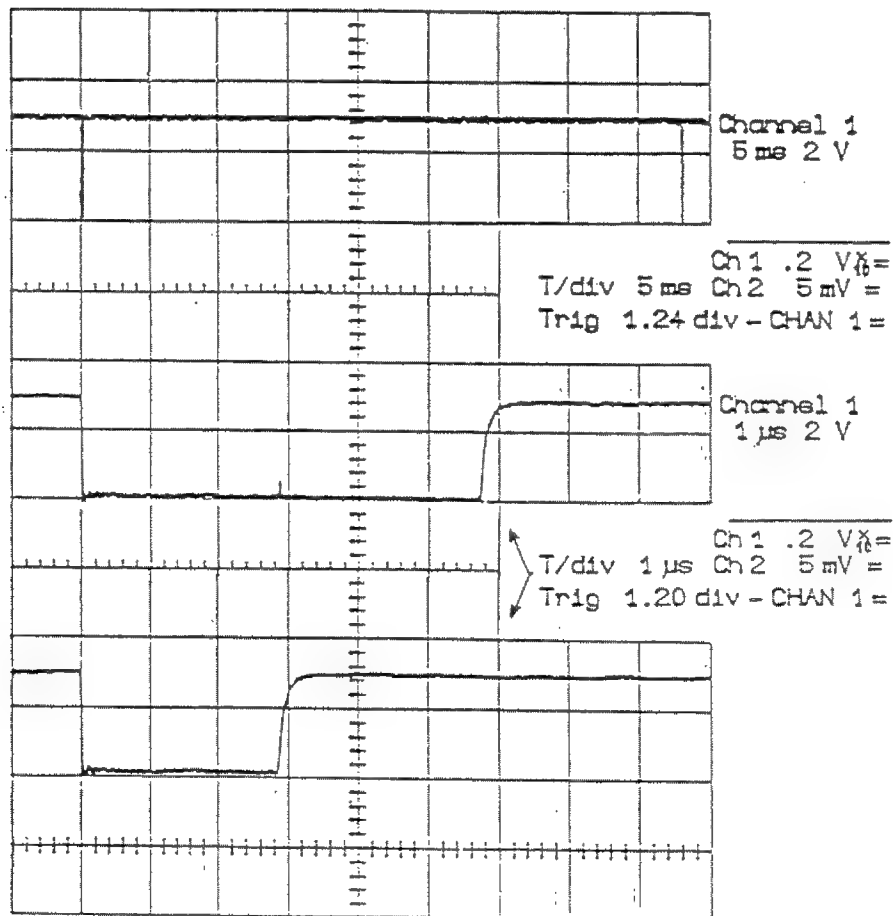 Channel 1
5 ms 2 V
Ch 1 .2 V
T/div 5 ms Ch 2 5 mV =
Trig 1.24 div - CHAN 1 =
Channel 1
1 µs 2 V
Ch 1 .2 V
T/div 1 µs Ch 2 5 mV =
Trig 1.20 div - CHAN 1 =